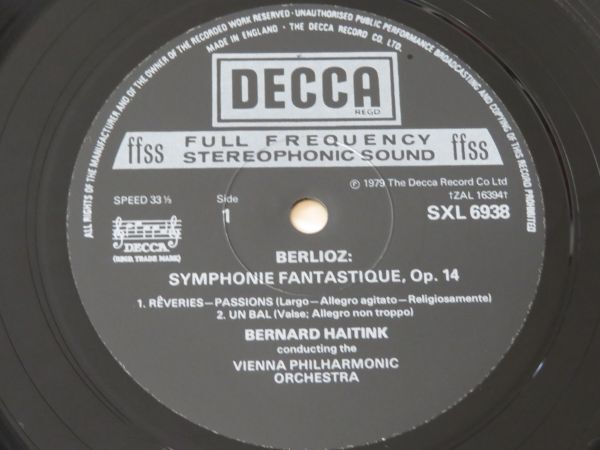 ALL RIGHTS OF THE MANUFACTURER AND OF THE OWNER OF THE RECORDED WORK RESERVED · UNAUTHORISED PUBLIC PERFORMANCE BROADCASTING AND COPYING OF THIS RECORD PROHIBITED
MADE IN ENGLAND · THE DECCA RECORD CO. LTD.
DECCA
REGD
ffss FULL FREQUENCY STEREOPHONIC SOUND ffss
SPEED 33⅓
Side
1
℗ 1979 The Decca Record Co Ltd
†ZAL 16394†
SXL 6938
DECCA
(REGD. TRADE MARK)
BERLIOZ:
SYMPHONIE FANTASTIQUE, Op. 14
1. RÊVERIES—PASSIONS (Largo—Allegro agitato—Religiosamente)
2. UN BAL (Valse; Allegro non troppo)
BERNARD HAITINK
conducting the
VIENNA PHILHARMONIC
ORCHESTRA